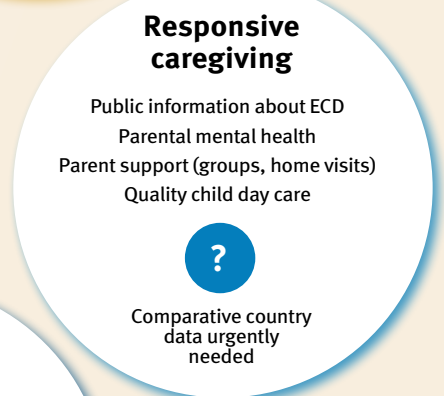 Responsive
caregiving
Public information about ECD
Parental mental health
Parent support (groups, home visits)
Quality child day care
?
Comparative country
data urgently
needed